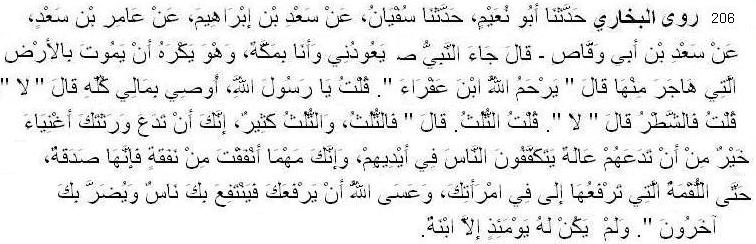 206 روى البخاري حَدَّثَنَا أَبُو نُعَيْمٍ، حَدَّثَنَا سُفْيَانُ، عَنْ سَعْدِ بْنِ إِبْرَاهِيمَ، عَنْ عَامِرِ بْنِ سَعْدٍ،
عَنْ سَعْدِ بْنِ أَبِي وَقَّاصٍ - قَالَ جَاءَ النَّبِيُّ ص يَعُودُنِي وَأَنَا بِمَكَّةَ، وَهُوَ يَكْرَهُ أَنْ يَمُوتَ بِالأَرْضِ
الَّتِي هَاجَرَ مِنْهَا قَالَ " يَرْحَمُ اللَّهُ ابْنَ عَفْرَاءَ ". قُلْتُ يَا رَسُولَ اللَّهِ، أُوصِي بِمَالِي كُلِّهِ قَالَ " لاَ "
قُلْتُ فَالشَّطْرُ قَالَ " لاَ ". قُلْتُ الثُّلُثُ. قَالَ " فَالثُّلُثُ، وَالثُّلُثُ كَثِيرٌ، إِنَّكَ أَنْ تَدَعَ وَرَثَتَكَ أَغْنِيَاءَ
خَيْرٌ مِنْ أَنْ تَدَعَهُمْ عَالَةً يَتَكَفَّفُونَ النَّاسَ فِي أَيْدِيهِمْ، وَإِنَّكَ مَهْمَا أَنْفَقْتَ مِنْ نَفَقَةٍ فَإِنَّهَا صَدَقَةٌ،
حَتَّى اللُّقْمَةُ الَّتِي تَرْفَعُهَا إِلَى فِي امْرَأَتِكَ، وَعَسَى اللَّهُ أَنْ يَرْفَعَكَ فَيَنْتَفِعَ بِكَ نَاسٌ وَيُضَرَّ بِكَ
آخَرُونَ ". وَلَمْ يَكُنْ لَهُ يَوْمَئِذٍ إِلاَّ ابْنَةٌ.